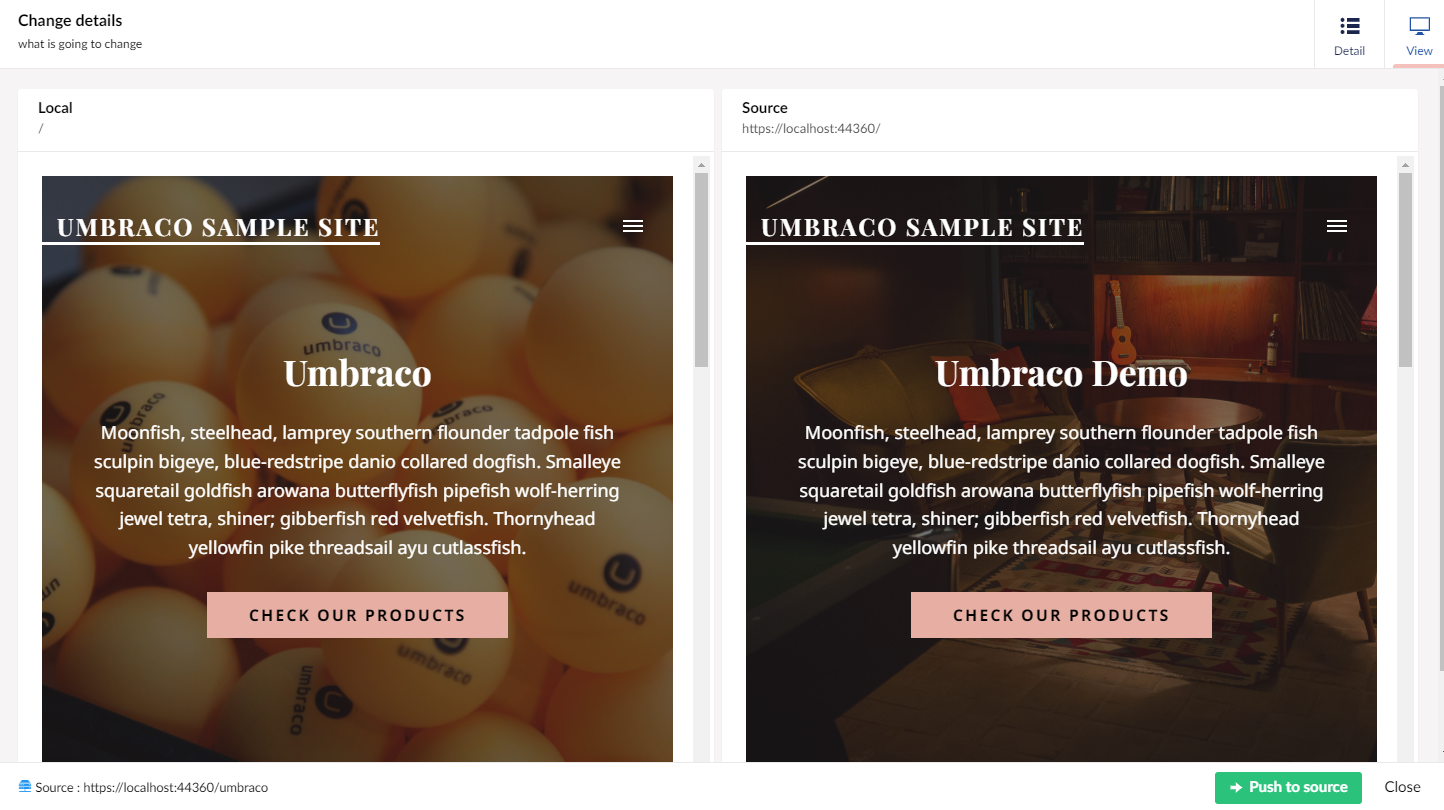 Change details
what is going to change
Detail
View
Local
/
Source
https://localhost:44360/
UMBRACO SAMPLE SITE
umbraco
Umbraco
Moonfish, steelhead, lamprey southern flounder tadpole fish
sculpin bigeye, blue-redstripe danio collared dogfish. Smalleye
squaretail goldfish arowana butterflyfish pipefish wolf-herring
jewel tetra, shiner; gibberfish red velvetfish. Thornyhead
yellowfin pike threadsail ayu cutlassfish.
CHECK OUR PRODUCTS
umbraco
umbraco
umbraco
UMBRACO SAMPLE SITE
Umbraco Demo
Moonfish, steelhead, lamprey southern flounder tadpole fish
sculpin bigeye, blue-redstripe danio collared dogfish. Smalleye
squaretail goldfish arowana butterflyfish pipefish wolf-herring
jewel tetra, shiner; gibberfish red velvetfish. Thornyhead
yellowfin pike threadsail ayu cutlassfish.
CHECK OUR PRODUCTS
Source : https://localhost:44360/umbraco
Push to source
Close